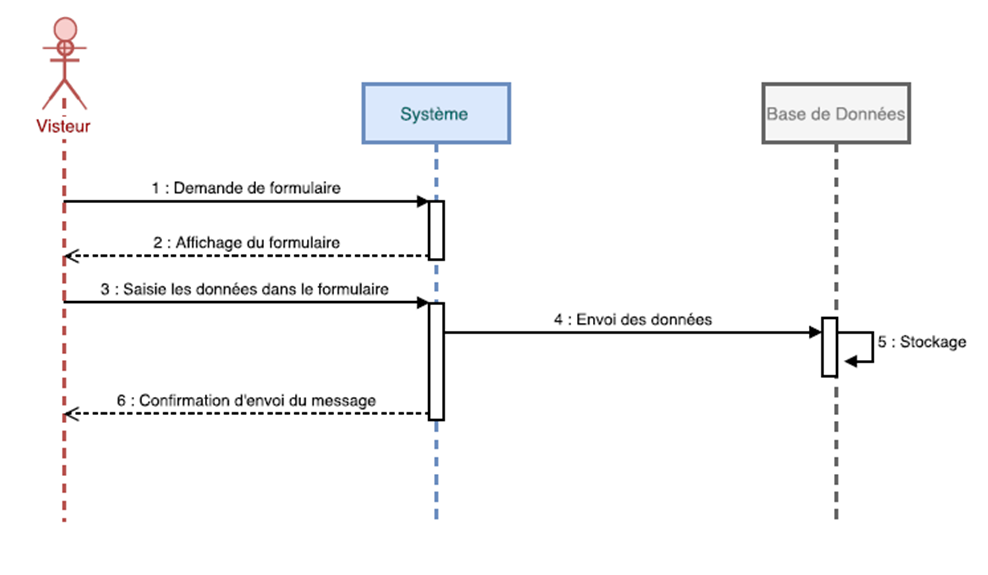 Visteur
Système
Base de Données
1 : Demande de formulaire
2 : Affichage du formulaire
3 : Saisie les données dans le formulaire
4 : Envoi des données
5 : Stockage
6 : Confirmation d'envoi du message